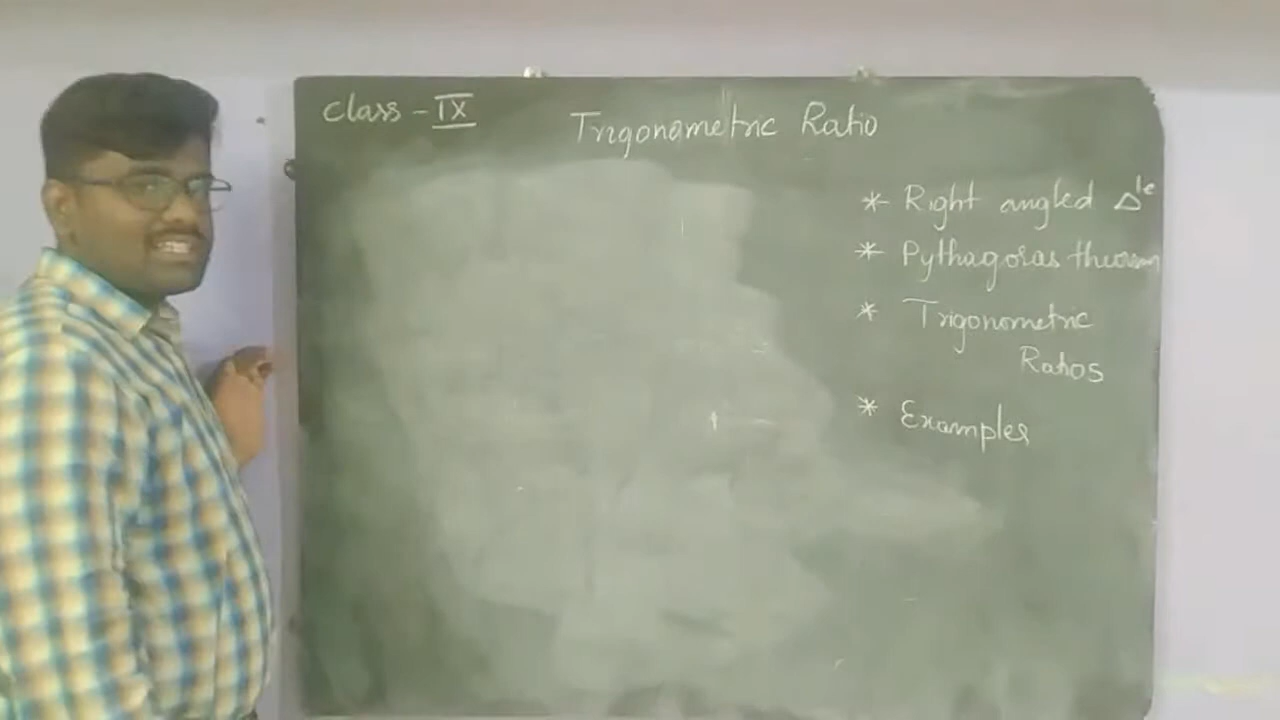 Class - IX
Trigonometric Ratio
* Right angled Δle
* Pythagoras theorem
* Trigonometric
Ratios
* Examples